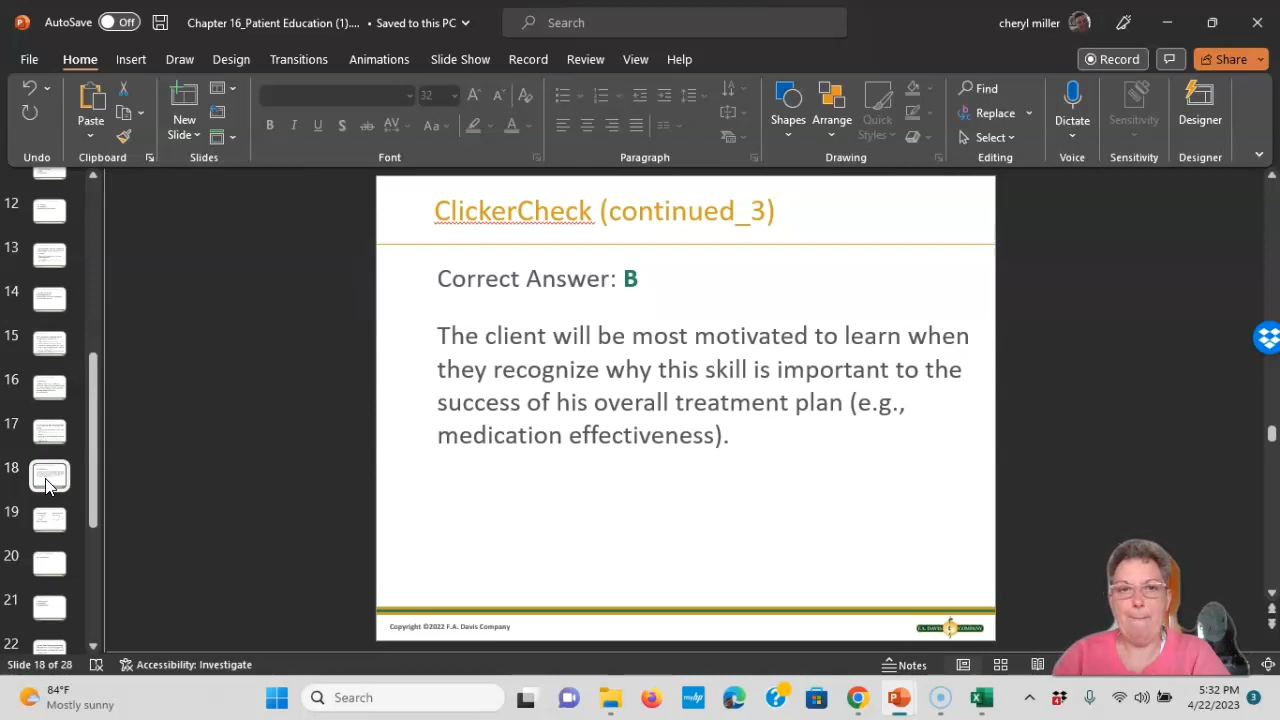 AutoSave Off Chapter 16_Patient Education (1).... • Saved to this PC Search cheryl miller
File Home Insert Draw Design Transitions Animations Slide Show Record Review View Help Record Share
Undo
Paste
Clipboard
New
Slide
Slides
32
Font
Paragraph
Shapes Arrange Quick
Styles
Drawing
Find
Replace
Select
Editing
Dictate
Voice
Sensitivity
Sensitivity
Designer
Designer
12
13
14
15
16
17
18
19
20
21
22
ClickerCheck (continued_3)
Correct Answer: B
The client will be most motivated to learn when
they recognize why this skill is important to the
success of his overall treatment plan (e.g.,
medication effectiveness).
Copyright ©2022 F.A. Davis Company
F.A. DAVIS COMPANY
Slide 18 of 28 Accessibility: Investigate Notes
84°F
Mostly sunny
Search
myhp
5:32 PM
4/22/2023
3